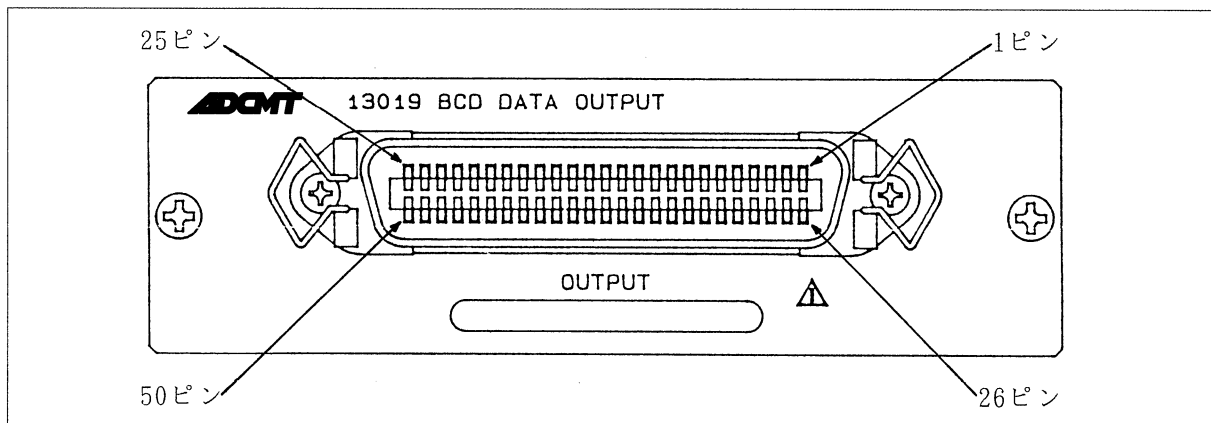 25ピン
1ピン
ADCMT 13019 BCD DATA OUTPUT
OUTPUT
50ピン
26ピン